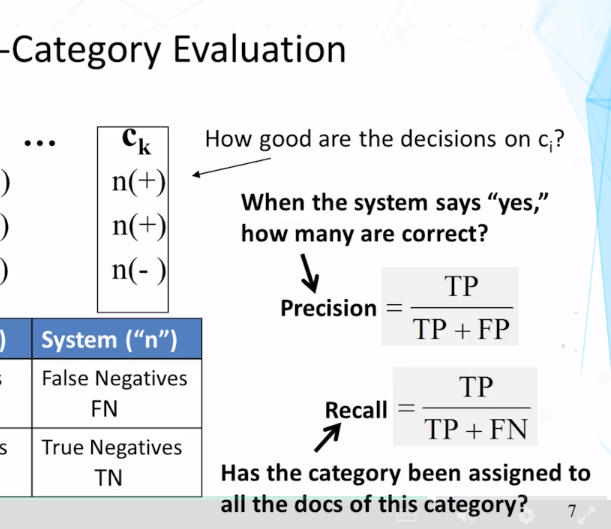 -Category Evaluation
... c_k
How good are the decisions on c_i?
) n(+)
) n(+)
) n(- )
When the system says “yes,”
how many are correct?
Precision = TP / TP + FP
) System (“n”)
s False Negatives
FN
s True Negatives
TN
Recall = TP / TP + FN
Has the category been assigned to
all the docs of this category?
7